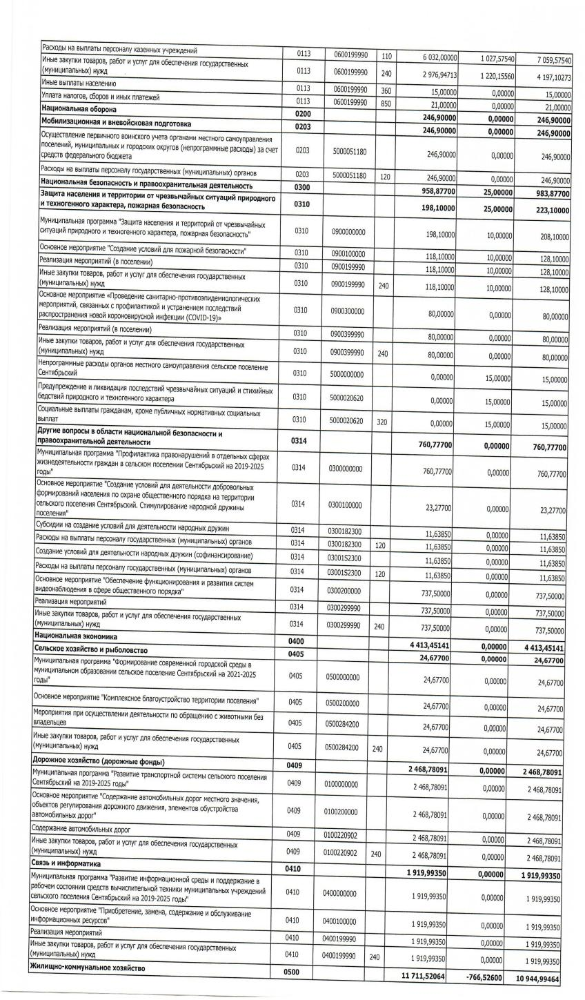 Расходы на выплаты персоналу казенных учреждений 0113 0600199990 110 6 032,00000 1 027,57540 7 059,57540
Иные закупки товаров, работ и услуг для обеспечения государственных
(муниципальных) нужд 0113 0600199990 240 2 976,94713 1 220,15560 4 197,10273
Иные выплаты населению 0113 0600199990 360 15,00000 0,00000 15,00000
Уплата налогов, сборов и иных платежей 0113 0600199990 850 21,00000 0,00000 21,00000
Национальная оборона 0200 246,90000 0,00000 246,90000
Мобилизационная и вневойсковая подготовка 0203 246,90000 0,00000 246,90000
Осуществление первичного воинского учета органами местного самоуправления
поселений, муниципальных и городских округов (непрограммные расходы) за счет
средств федерального бюджета 0203 5000051180 246,90000 0,00000 246,90000
Расходы на выплаты персоналу государственных (муниципальных) органов 0203 5000051180 120 246,90000 0,00000 246,90000
Национальная безопасность и правоохранительная деятельность 0300 958,87700 25,00000 983,87700
Защита населения и территории от чрезвычайных ситуаций природного
и техногенного характера, пожарная безопасность 0310 198,10000 25,00000 223,10000
Муниципальная программа "Защита населения и территорий от чрезвычайных
ситуаций природного и техногенного характера, пожарная безопасность" 0310 0900000000 198,10000 10,00000 208,10000
Основное мероприятие "Создание условий для пожарной безопасности" 0310 0900100000 118,10000 10,00000 128,10000
Реализация мероприятий (в поселении) 0310 0900199990 118,10000 10,00000 128,10000
Иные закупки товаров, работ и услуг для обеспечения государственных
(муниципальных) нужд 0310 0900199990 240 118,10000 10,00000 128,10000
Основное мероприятие «Проведение санитарно-противоэпидемиологических
мероприятий, связанных с профилактикой и устранением последствий
распространения новой короновирусной инфекции (COVID-19)» 0310 0900300000 80,00000 0,00000 80,00000
Реализация мероприятий (в поселении) 0310 0900399990 80,00000 0,00000 80,00000
Иные закупки товаров, работ и услуг для обеспечения государственных
(муниципальных) нужд 0310 0900399990 240 80,00000 0,00000 80,00000
Непрограммные расходы органов местного самоуправления сельское поселение
Сентябрьский 0310 5000000000 0,00000 15,00000 15,00000
Предупреждение и ликвидация последствий чрезвычайных ситуаций и стихийных
бедствий природного и техногенного характера 0310 5000020620 0,00000 15,00000 15,00000
Социальные выплаты гражданам, кроме публичных нормативных социальных
выплат 0310 5000020620 320 0,00000 15,00000 15,00000
Другие вопросы в области национальной безопасности и
правоохранительной деятельности 0314 760,77700 0,00000 760,77700
Муниципальная программа "Профилактика правонарушений в отдельных сферах
жизнедеятельности граждан в сельском поселении Сентябрьский на 2019-2025
годы" 0314 0300000000 760,77700 0,00000 760,77700
Основное мероприятие "Создание условий для деятельности добровольных
формирований населения по охране общественного порядка на территории
сельского поселения Сентябрьский. Стимулирование народной дружины
поселения" 0314 0300100000 23,27700 0,00000 23,27700
Субсидии на создание условий для деятельности народных дружин 0314 0300182300 11,63850 0,00000 11,63850
Расходы на выплаты персоналу государственных (муниципальных) органов 0314 0300182300 120 11,63850 0,00000 11,63850
Создание условий для деятельности народных дружин (софинансирование) 0314 03001S2300 11,63850 0,00000 11,63850
Расходы на выплаты персоналу государственных (муниципальных) органов 0314 03001S2300 120 11,63850 0,00000 11,63850
Основное мероприятие "Обеспечение функционирования и развития систем
видеонаблюдения в сфере общественного порядка" 0314 0300200000 737,50000 0,00000 737,50000
Реализация мероприятий 0314 0300299990 737,50000 0,00000 737,50000
Иные закупки товаров, работ и услуг для обеспечения государственных
(муниципальных) нужд 0314 0300299990 240 737,50000 0,00000 737,50000
Национальная экономика 0400 4 413,45141 0,00000 4 413,45141
Сельское хозяйство и рыболовство 0405 24,67700 0,00000 24,67700
Муниципальная программа "Формирование современной городской среды в
муниципальном образовании сельское поселение Сентябрьский на 2021-2025
годы" 0405 0500000000 24,67700 0,00000 24,67700
Основное мероприятие "Комплексное благоустройство территории поселения" 0405 0500200000 24,67700 0,00000 24,67700
Мероприятия при осуществлении деятельности по обращению с животными без
владельцев 0405 0500284200 24,67700 0,00000 24,67700
Иные закупки товаров, работ и услуг для обеспечения государственных
(муниципальных) нужд 0405 0500284200 240 24,67700 0,00000 24,67700
Дорожное хозяйство (дорожные фонды) 0409 2 468,78091 0,00000 2 468,78091
Муниципальная программа "Развитие транспортной системы сельского поселения
Сентябрьский на 2019-2025 годы" 0409 0100000000 2 468,78091 0,00000 2 468,78091
Основное мероприятие "Содержание автомобильных дорог местного значения,
объектов регулирования дорожного движения, элементов обустройства
автомобильных дорог" 0409 0100200000 2 468,78091 0,00000 2 468,78091
Содержание автомобильных дорог 0409 0100220902 2 468,78091 0,00000 2 468,78091
Иные закупки товаров, работ и услуг для обеспечения государственных
(муниципальных) нужд 0409 0100220902 240 2 468,78091 0,00000 2 468,78091
Связь и информатика 0410 1 919,99350 0,00000 1 919,99350
Муниципальная программа "Развитие информационной среды и поддержание в
рабочем состоянии средств вычислительной техники муниципальных учреждений
сельского поселения Сентябрьский на 2019-2025 годы" 0410 0400000000 1 919,99350 0,00000 1 919,99350
Основное мероприятие "Приобретение, замена, содержание и обслуживание
информационных ресурсов" 0410 0400100000 1 919,99350 0,00000 1 919,99350
Реализация мероприятий 0410 0400199990 1 919,99350 0,00000 1 919,99350
Иные закупки товаров, работ и услуг для обеспечения государственных
(муниципальных) нужд 0410 0400199990 240 1 919,99350 0,00000 1 919,99350
Жилищно-коммунальное хозяйство 0500 11 711,52064 -766,52600 10 944,99464